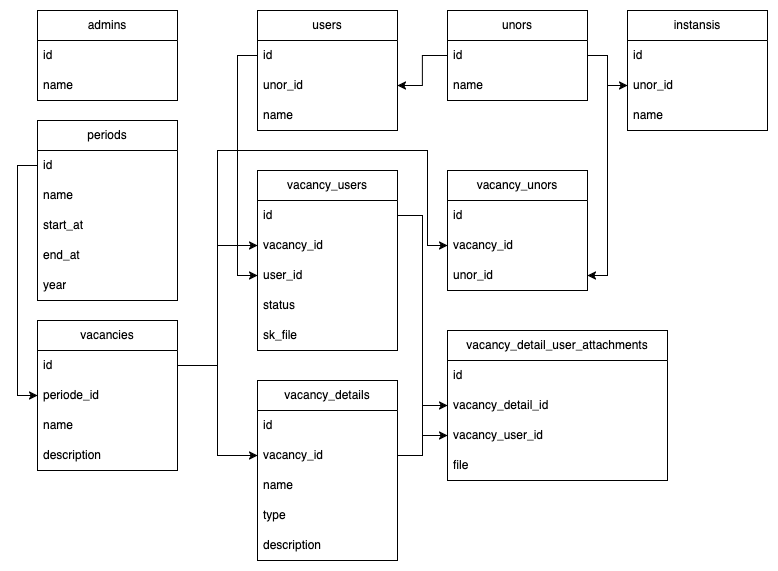 admins
id
name
users
id
unor_id
name
unors
id
name
instansis
id
unor_id
name
periods
id
name
start_at
end_at
year
vacancy_users
id
vacancy_id
user_id
status
sk_file
vacancy_unors
id
vacancy_id
unor_id
vacancies
id
periode_id
name
description
vacancy_details
id
vacancy_id
name
type
description
vacancy_detail_user_attachments
id
vacancy_detail_id
vacancy_user_id
file